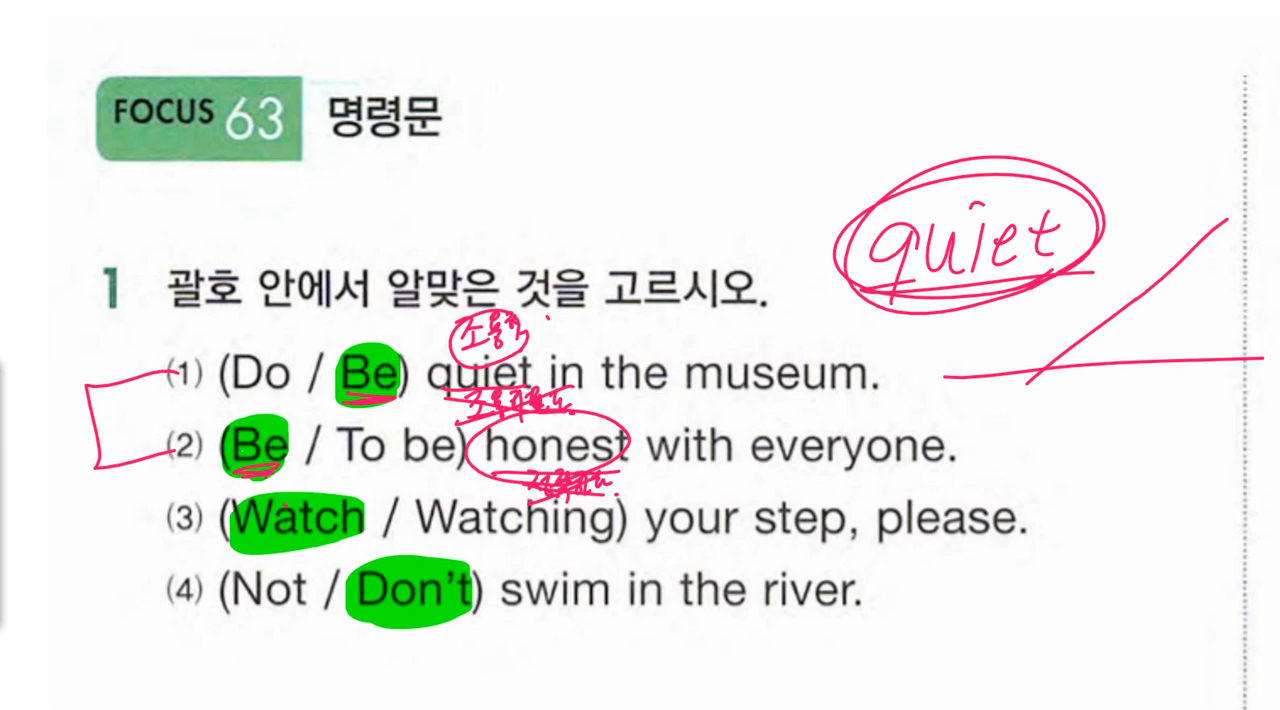 FOCUS 63 명령문
quiet
1 괄호 안에서 알맞은 것을 고르시오.
조용한
(1) (Do / Be) quiet in the museum.
(2) (Be / To be) honest with everyone.
(3) (Watch / Watching) your step, please.
(4) (Not / Don't) swim in the river.